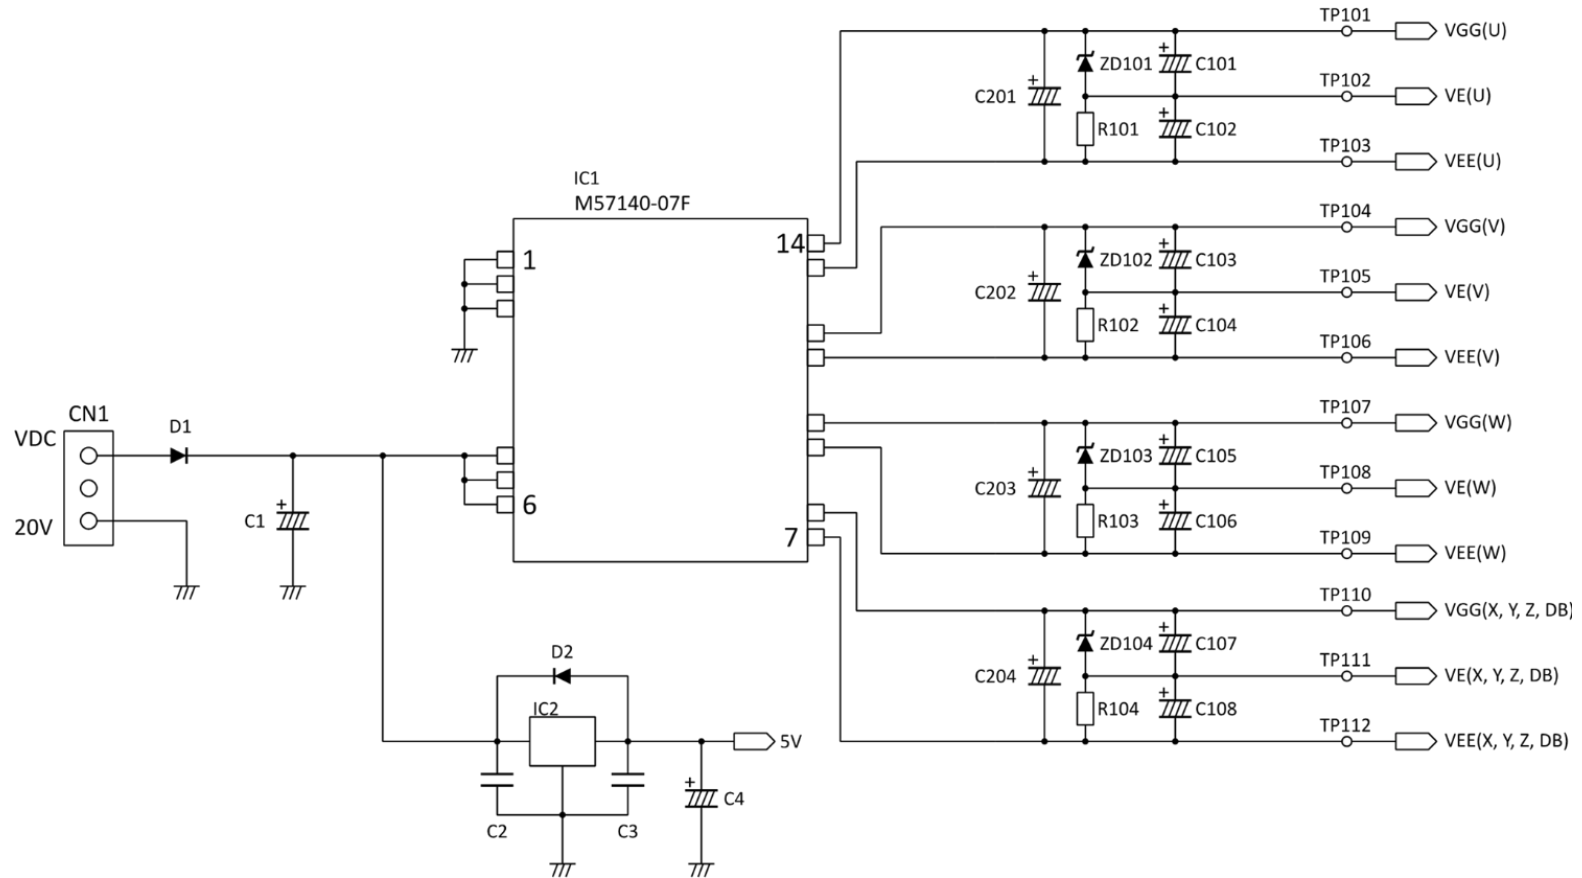 TP101
VGG(U)
+
ZD101
+
C101
C201
TP102
VE(U)
+
R101
C102
TP103
VEE(U)
IC1
M57140-07F
TP104
VGG(V)
1
14
+
ZD102
+
C103
C202
TP105
VE(V)
+
R102
C104
TP106
VEE(V)
CN1
VDC
D1
TP107
VGG(W)
+
ZD103
+
C105
C203
TP108
VE(W)
20V
+
C1
6
7
+
R103
C106
TP109
VEE(W)
TP110
VGG(X, Y, Z, DB)
D2
+
ZD104
+
C107
C204
TP111
VE(X, Y, Z, DB)
IC2
+
R104
C108
5V
TP112
VEE(X, Y, Z, DB)
+
C4
C2
C3